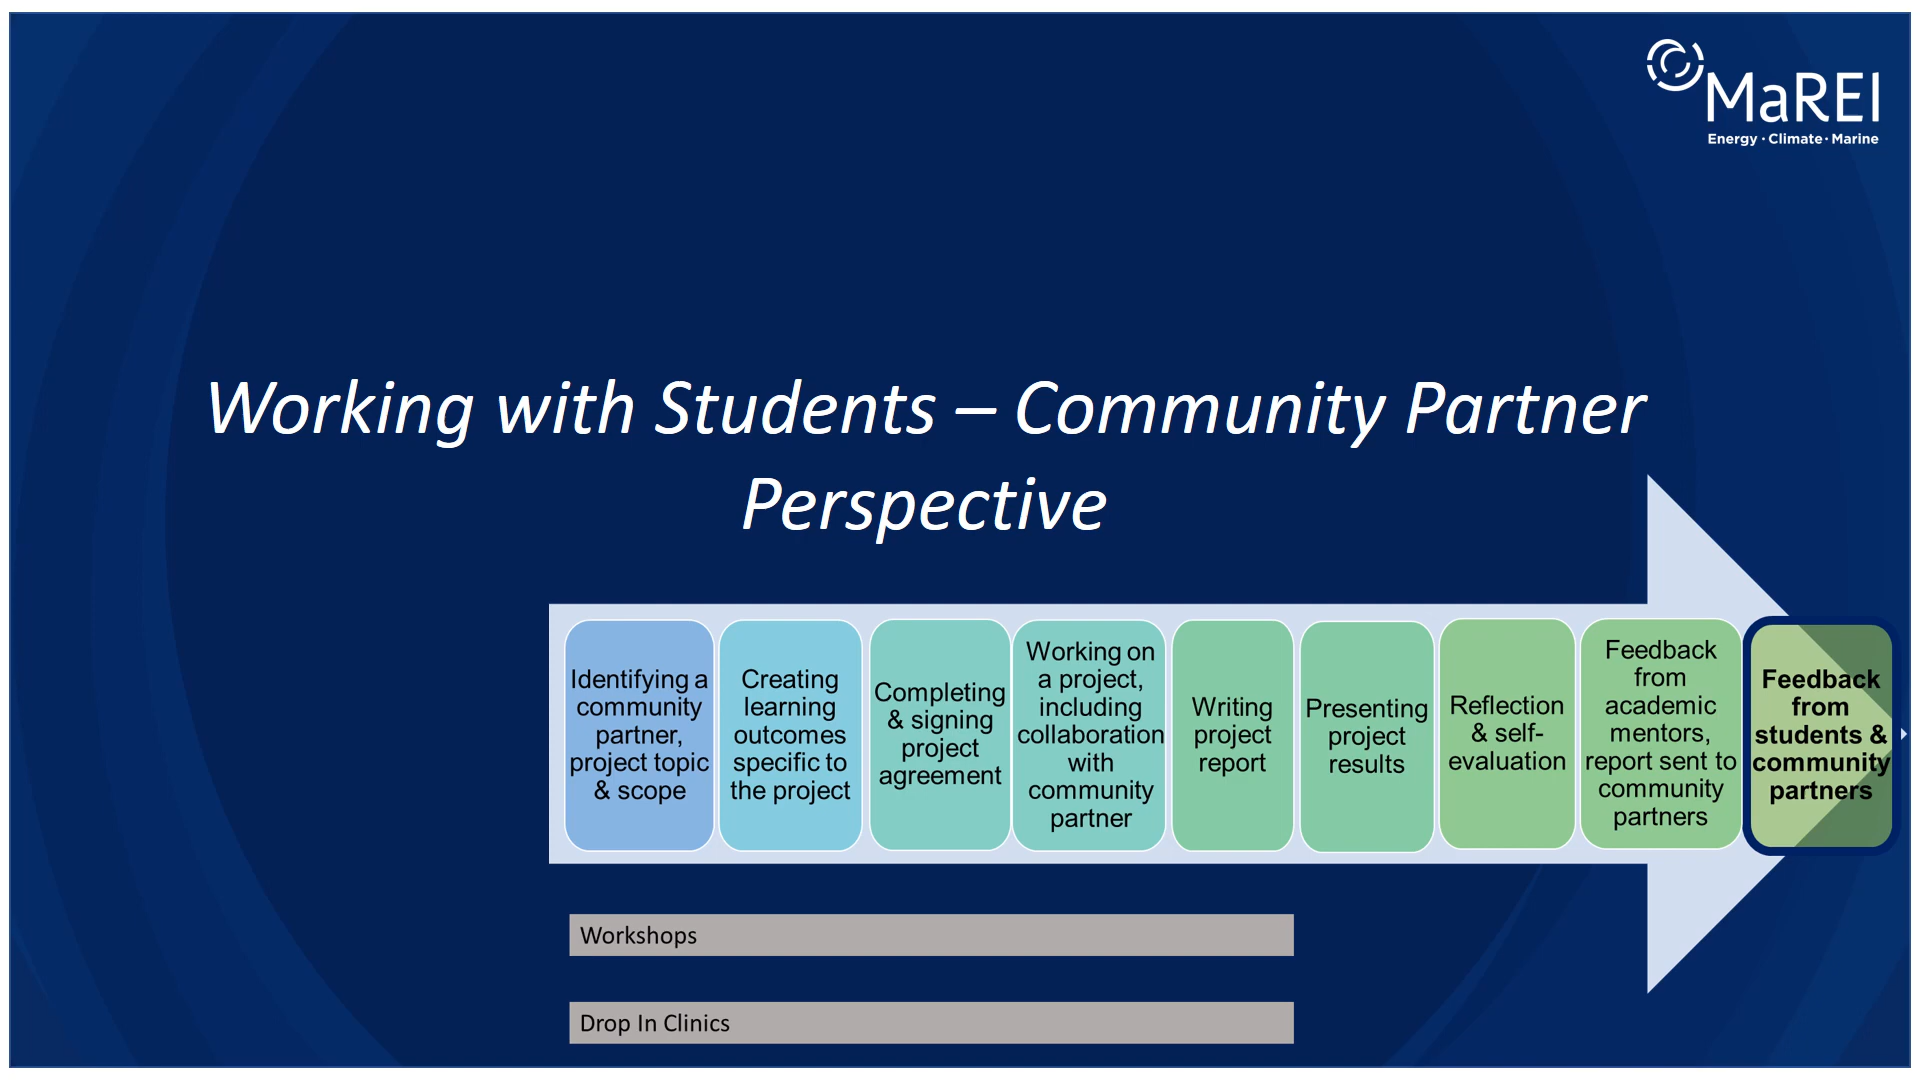 MaREI
Energy · Climate · Marine
Working with Students – Community Partner
Perspective
Identifying a
community
partner,
project topic
& scope
Creating
learning
outcomes
specific to
the project
Completing
& signing
project
agreement
Working on
a project,
including
collaboration
with
community
partner
Writing
project
report
Presenting
project
results
Reflection
& self-
evaluation
Feedback
from
academic
mentors,
report sent to
community
partners
Feedback
from
students &
community
partners
Workshops
Drop In Clinics